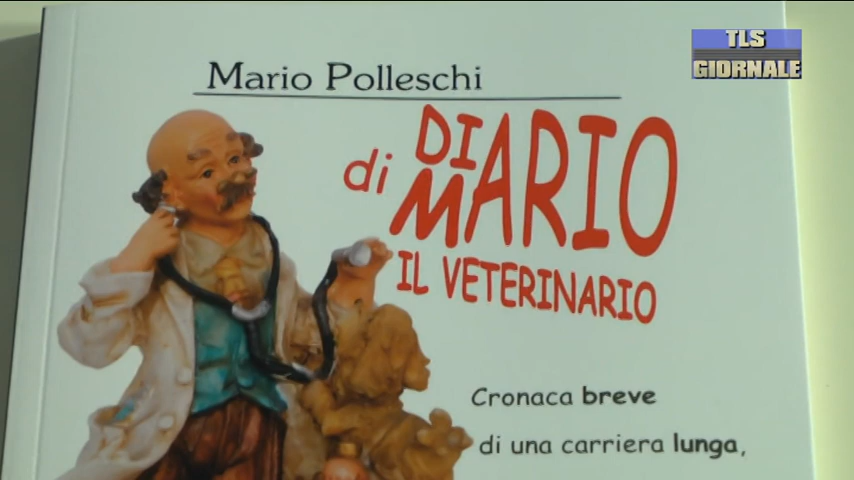 TLS
GIORNALE
Mario Polleschi
DIARIO
di MARIO
IL VETERINARIO
Cronaca breve
di una carriera lunga,